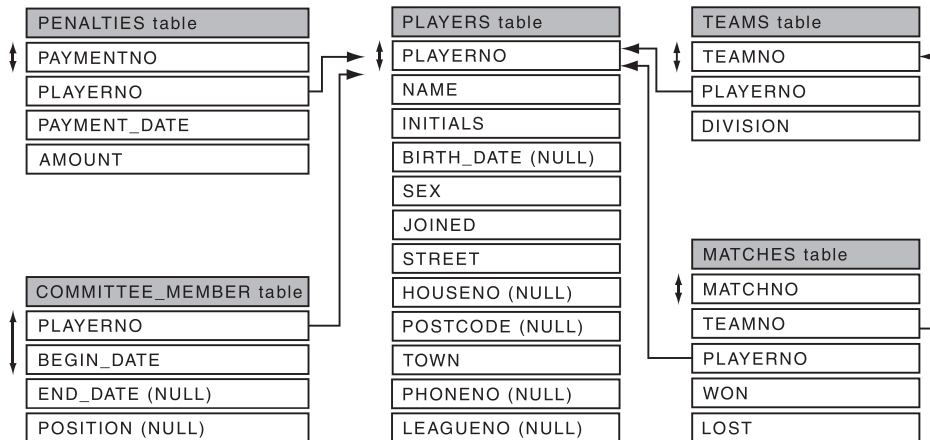 PENALTIES table
PAYMENTNO
PLAYERNO
PAYMENT_DATE
AMOUNT
COMMITTEE_MEMBER table
PLAYERNO
BEGIN_DATE
END_DATE (NULL)
POSITION (NULL)
PLAYERS table
PLAYERNO
NAME
INITIALS
BIRTH_DATE (NULL)
SEX
JOINED
STREET
HOUSENO (NULL)
POSTCODE (NULL)
TOWN
PHONENO (NULL)
LEAGUENO (NULL)
TEAMS table
TEAMNO
PLAYERNO
DIVISION
MATCHES table
MATCHNO
TEAMNO
PLAYERNO
WON
LOST